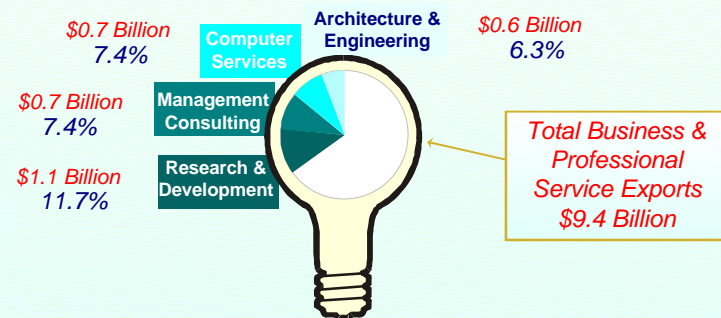 $0.7 Billion
7.4%
Computer
Services
Architecture &
Engineering
$0.6 Billion
6.3%
$0.7 Billion
7.4%
Management
Consulting
$1.1 Billion
11.7%
Research &
Development
Total Business &
Professional
Service Exports
$9.4 Billion